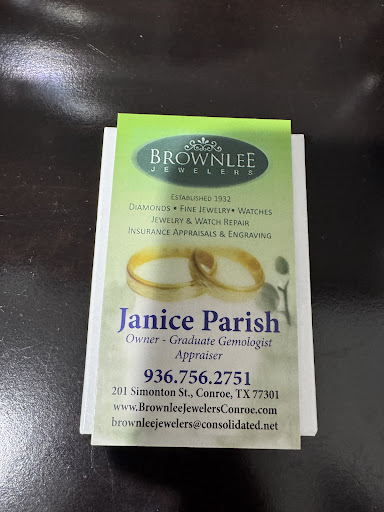 BROWNLEE
JEWELERS
ESTABLISHED 1932
DIAMONDS • FINE JEWELRY• WATCHES
JEWELRY & WATCH REPAIR
INSURANCE APPRAISALS & ENGRAVING
Janice Parish
Owner - Graduate Gemologist
Appraiser
936.756.2751
201 Simonton St., Conroe, TX 77301
www.BrownleeJewelersConroe.com
brownleejewelers@consolidated.net